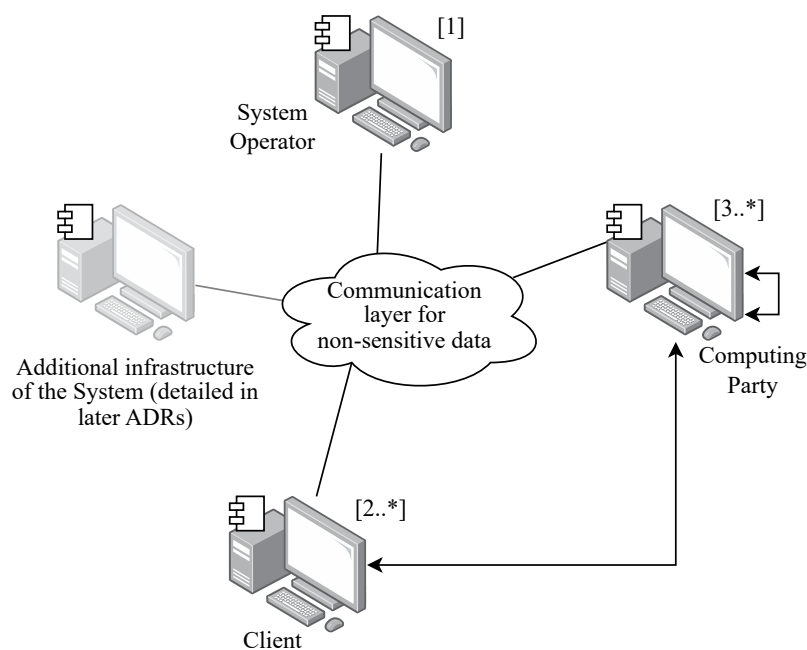 [1]
System
Operator
[3..*]
Communication
layer for
non-sensitive data
Computing
Party
Additional infrastructure
of the System (detailed in
later ADRs)
[2..*]
Client